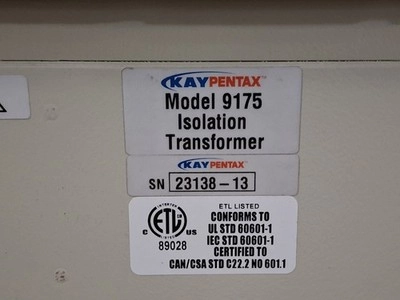 KAYPENTAX™
Model 9175
Isolation
Transformer
KAYPENTAX
SN 23138-13
ETL LISTED
CONFORMS TO
UL STD 60601-1
IEC STD 60601-1
CERTIFIED TO
CAN/CSA STD C22.2 NO 601.1
ETL
C US
89028